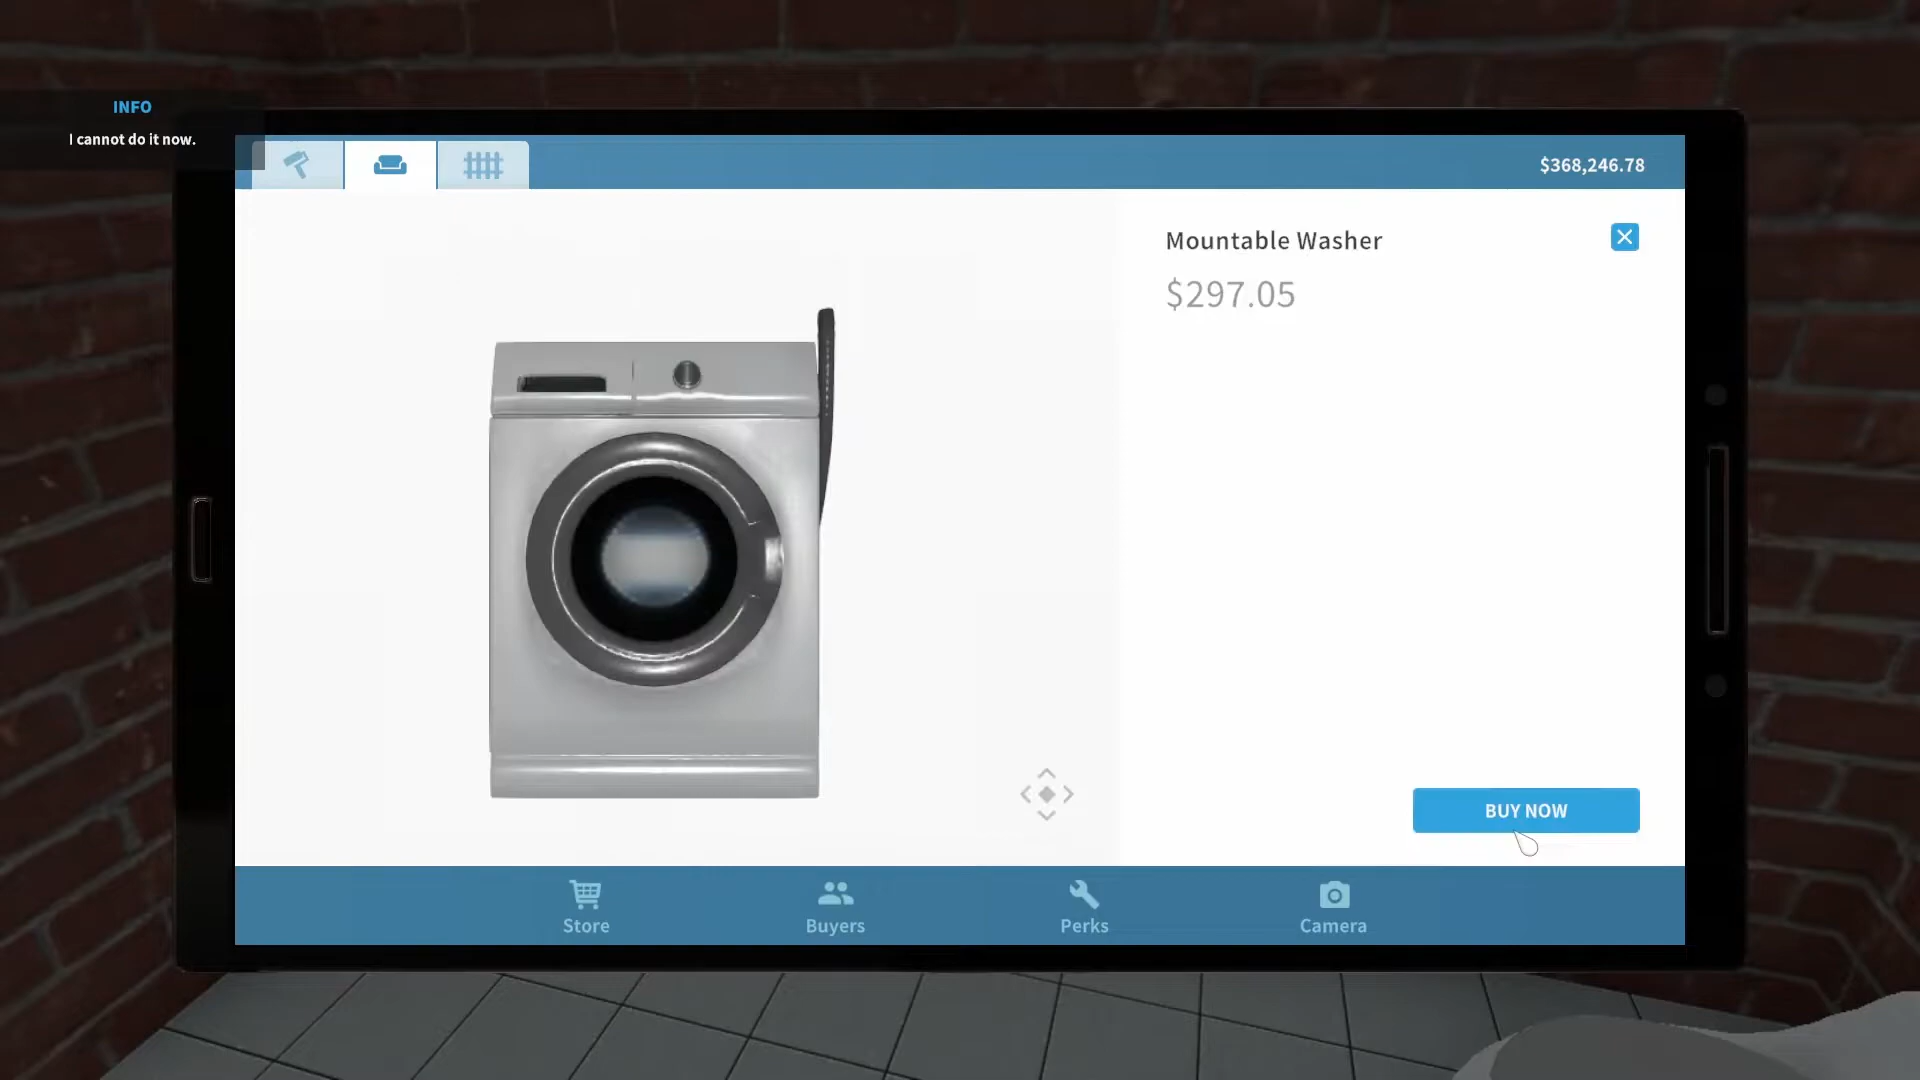 INFO
I cannot do it now.
$368,246.78
Mountable Washer
$297.05
BUY NOW
Store
Buyers
Perks
Camera